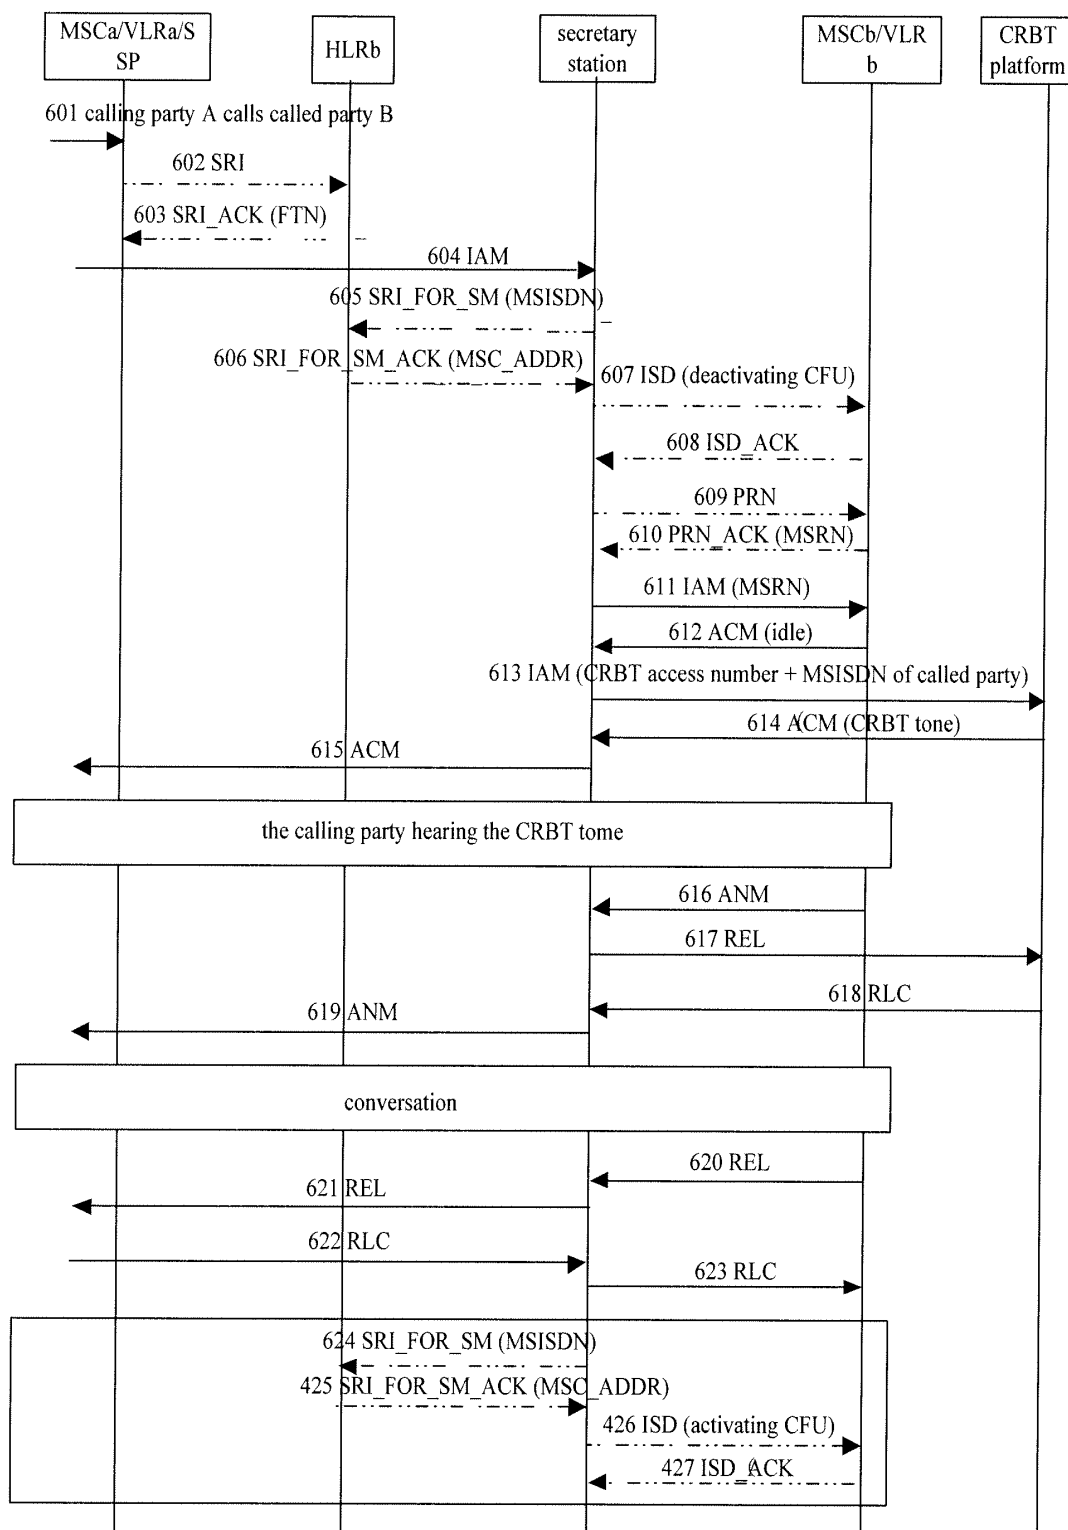 MSCa/VLRa/S
SP
HLRb
secretary
station
MSCb/VLR
b
CRBT
platform
601 calling party A calls called party B
602 SRI
603 SRI_ACK (FTN)
604 IAM
605 SRI_FOR_SM (MSISDN)
606 SRI_FOR_SM_ACK (MSC_ADDR)
607 ISD (deactivating CFU)
608 ISD_ACK
609 PRN
610 PRN_ACK (MSRN)
611 IAM (MSRN)
612 ACM (idle)
613 IAM (CRBT access number + MSISDN of called party)
614 ACM (CRBT tone)
615 ACM
the calling party hearing the CRBT tome
616 ANM
617 REL
618 RLC
619 ANM
conversation
620 REL
621 REL
622 RLC
623 RLC
624 SRI_FOR_SM (MSISDN)
425 SRI_FOR_SM_ACK (MSC_ADDR)
426 ISD (activating CFU)
427 ISD_ACK